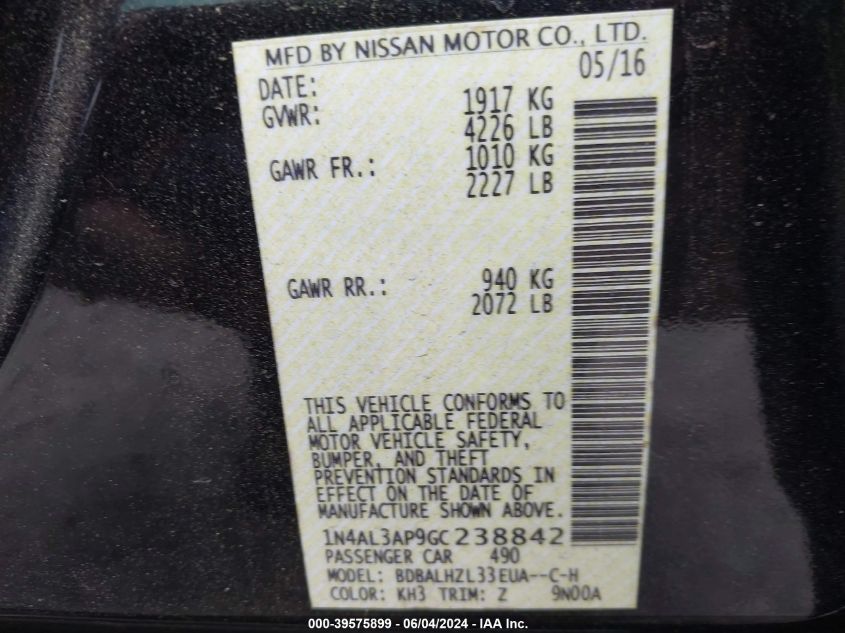 MFD BY NISSAN MOTOR CO., LTD.
DATE: 05/16
GVWR: 1917 KG
4226 LB
GAWR FR.: 1010 KG
2227 LB
GAWR RR.: 940 KG
2072 LB
THIS VEHICLE CONFORMS TO
ALL APPLICABLE FEDERAL
MOTOR VEHICLE SAFETY,
BUMPER, AND THEFT
PREVENTION STANDARDS IN
EFFECT ON THE DATE OF
MANUFACTURE SHOWN ABOVE.
1N4AL3AP9GC238842
PASSENGER CAR 490
MODEL: BDBALHZL33EUA--C-H
COLOR: KH3 TRIM: Z 9N00A
000-39575899 - 06/04/2024 - IAA Inc.